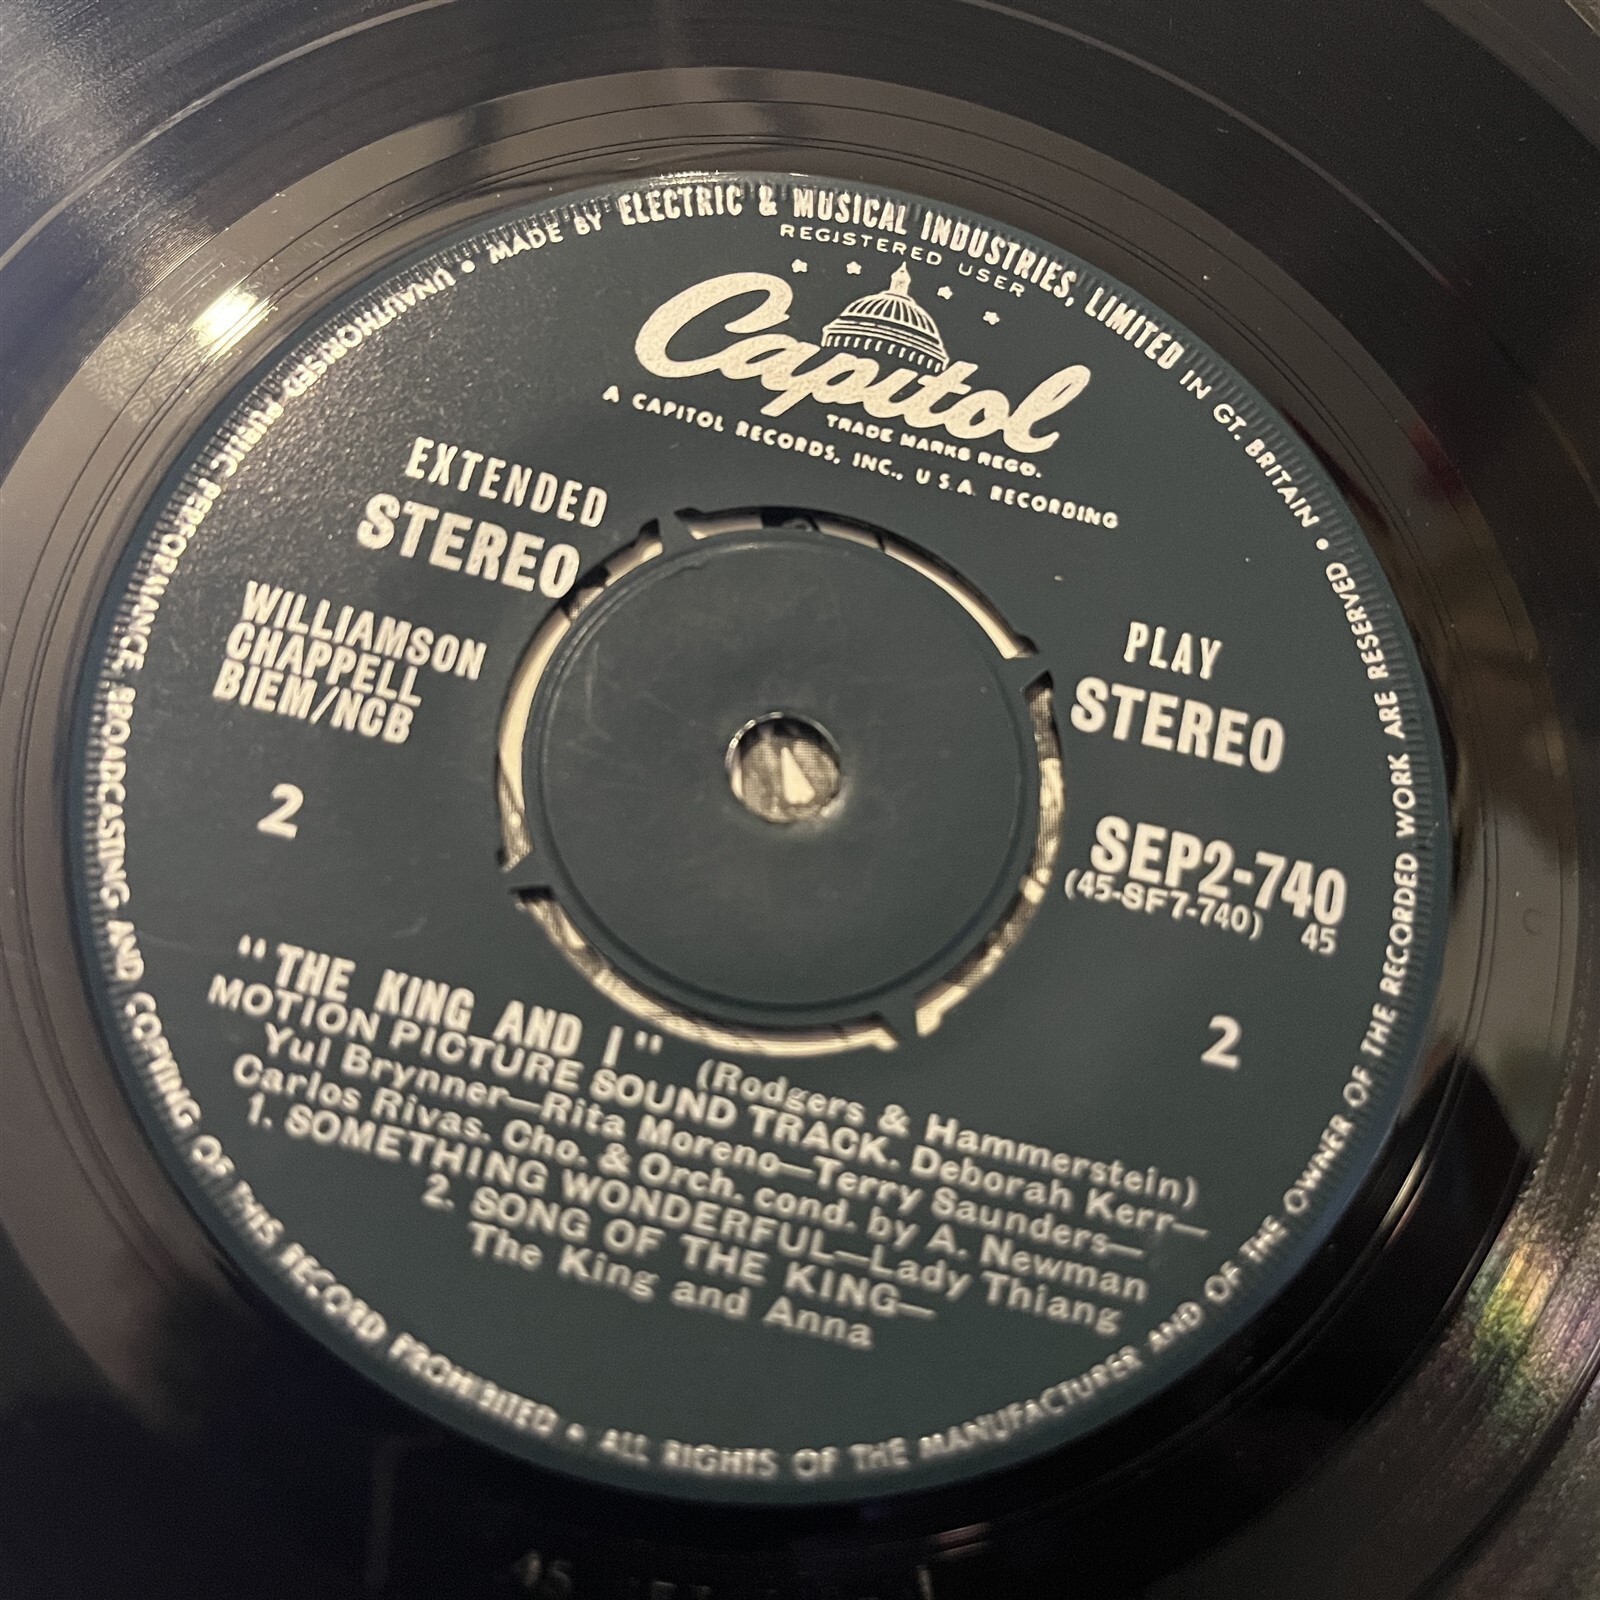 MADE BY ELECTRIC & MUSICAL INDUSTRIES, LIMITED IN GT. BRITAIN • ALL RIGHTS OF THE MANUFACTURER AND OF THE OWNER OF THE RECORDED WORK ARE RESERVED •
UNAUTHORISED PUBLIC PERFORMANCE, BROADCASTING AND COPYING OF THIS RECORD PROHIBITED •
REGISTERED USER
Capitol
TRADE MARKS REGD.
A CAPITOL RECORDS, INC., U.S.A. RECORDING
EXTENDED PLAY
STEREO STEREO
WILLIAMSON
CHAPPELL
BIEM/NCB
SEP2-740
(45-SF7-740) 45
2 2
"THE KING AND I" (Rodgers & Hammerstein)
MOTION PICTURE SOUND TRACK. Deborah Kerr—
Yul Brynner—Rita Moreno—Terry Saunders—
Carlos Rivas. Cho. & Orch. cond. by A. Newman
1. SOMETHING WONDERFUL—Lady Thiang
2. SONG OF THE KING—
The King and Anna